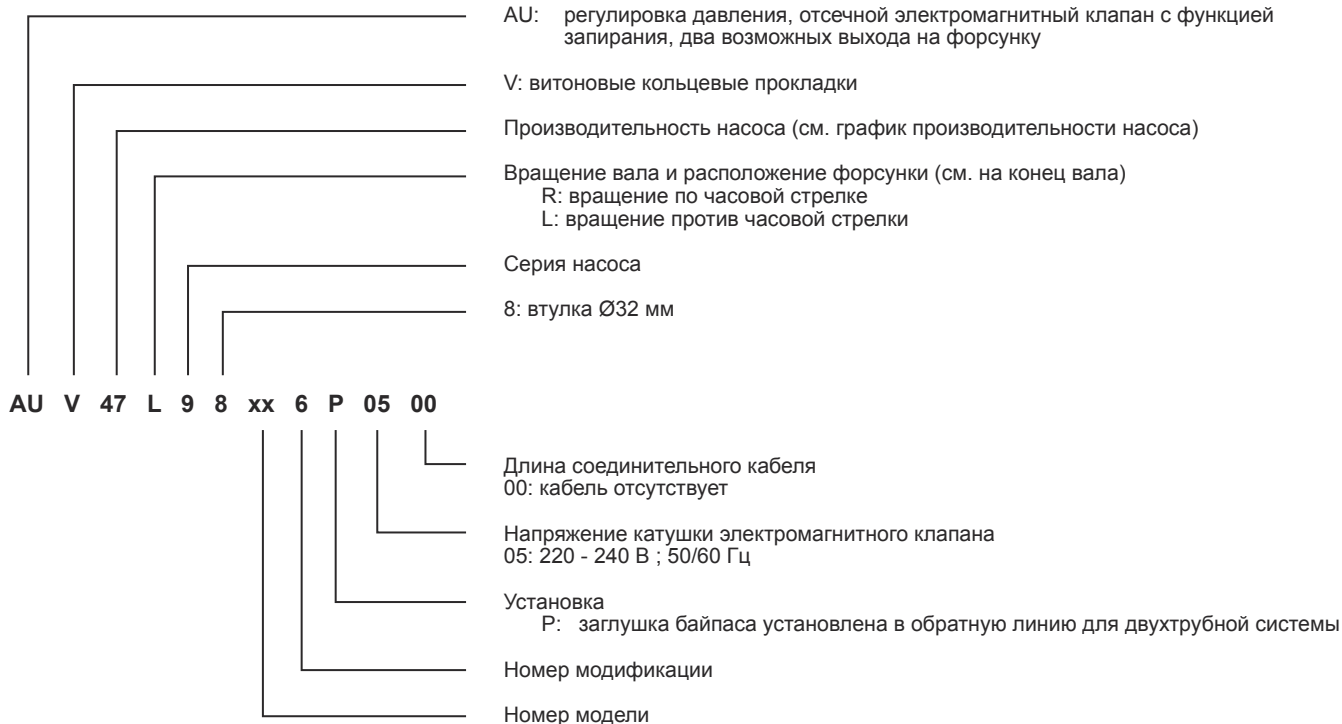 AU: регулировка давления, отсечной электромагнитный клапан с функцией
запирания, два возможных выхода на форсунку
V: витоновые кольцевые прокладки
Производительность насоса (см. график производительности насоса)
Вращение вала и расположение форсунки (см. на конец вала)
R: вращение по часовой стрелке
L: вращение против часовой стрелки
Серия насоса
8: втулка Ø32 мм
AU V 47 L 9 8 xx 6 P 05 00
Длина соединительного кабеля
00: кабель отсутствует
Напряжение катушки электромагнитного клапана
05: 220 - 240 В ; 50/60 Гц
Установка
P: заглушка байпаса установлена в обратную линию для двухтрубной системы
Номер модификации
Номер модели